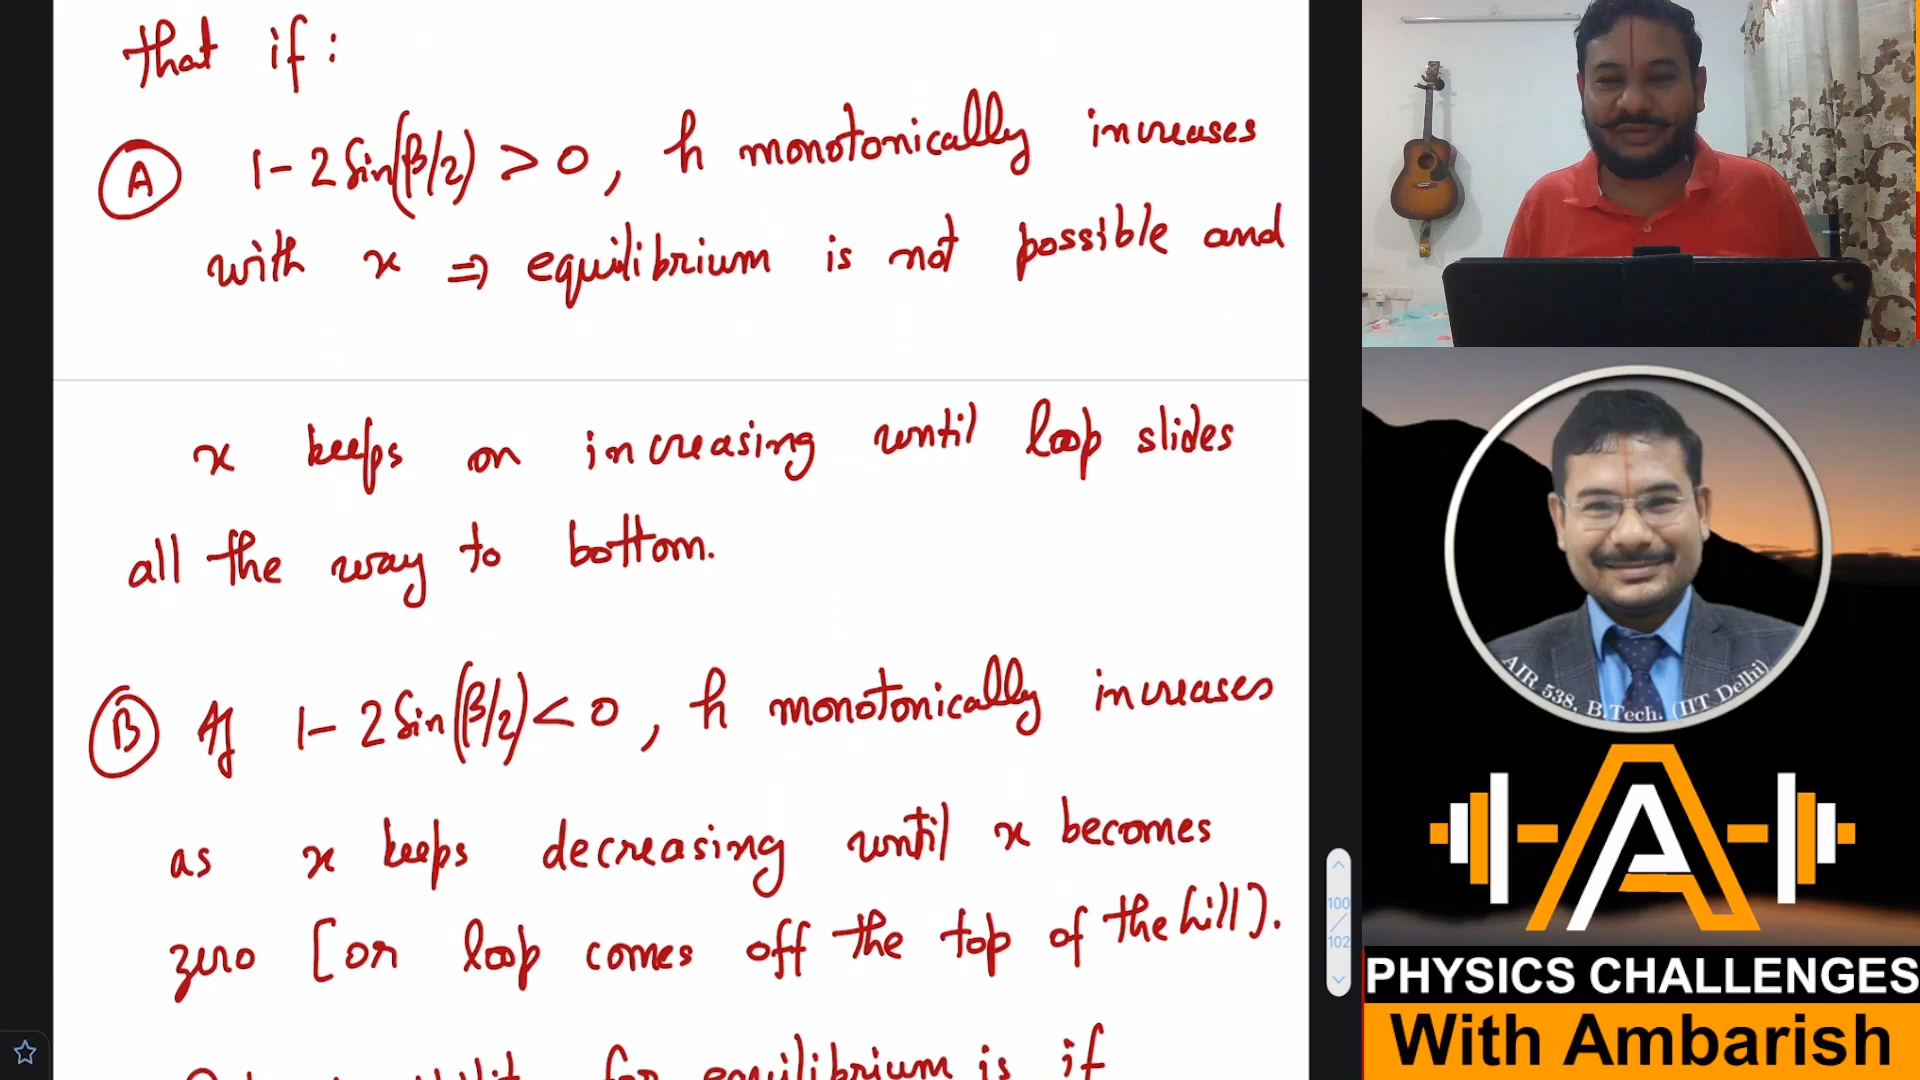 that if:
Ⓐ 1-2 Sin(β/2) > 0, h monotonically increases
with x ⇒ equilibrium is not possible and
x keeps on increasing until loop slides
all the way to bottom.
Ⓑ If 1-2 Sin(β/2) < 0, h monotonically increases
as x keeps decreasing until x becomes
zero [or loop comes off the top of the hill].
for equilibrium is if
100
/
102
AIR 538, B.Tech. (IIT Delhi)
A
PHYSICS CHALLENGES
With Ambarish